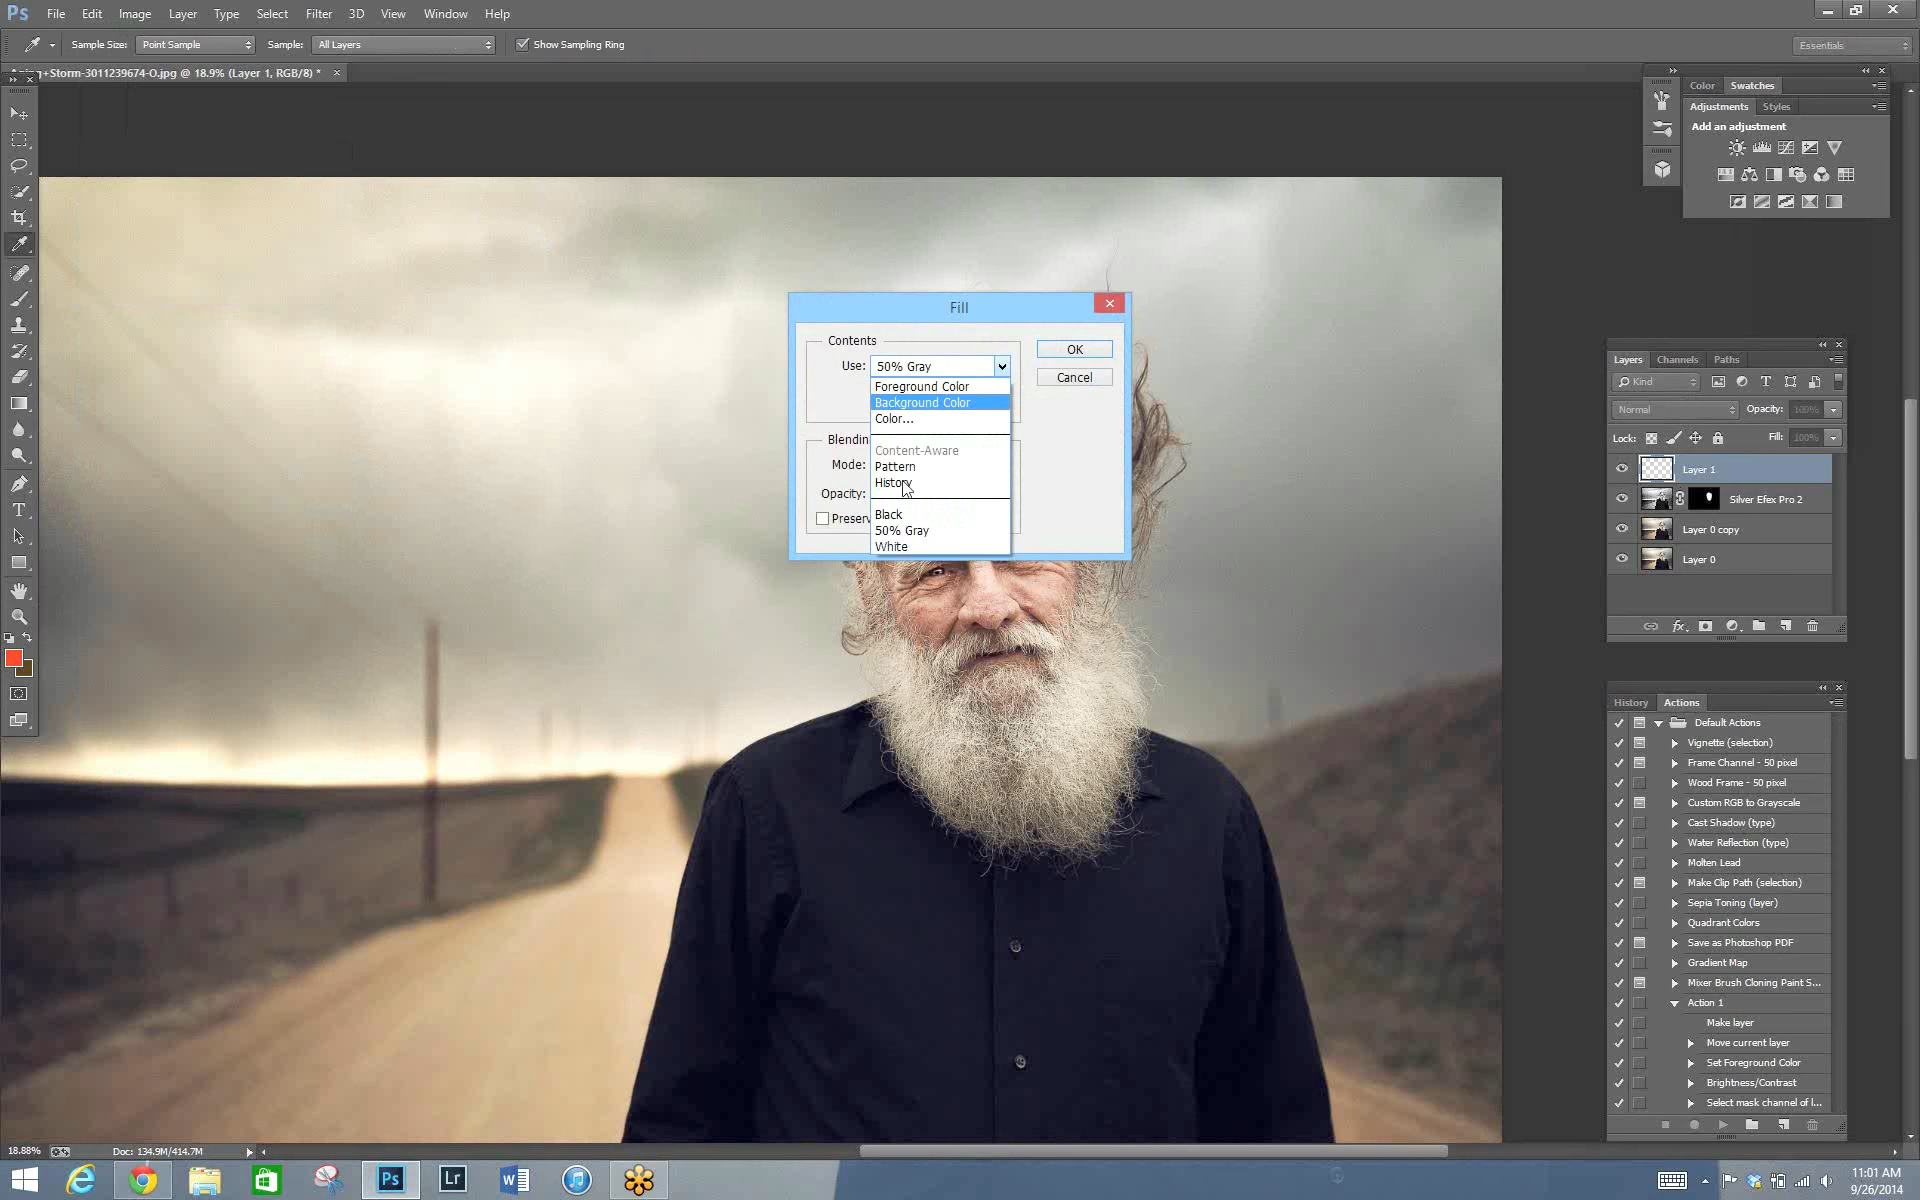 Ps File Edit Image Layer Type Select Filter 3D View Window Help
Sample Size: Point Sample Sample: All Layers Show Sampling Ring Essentials
+Storm-3011239674-O.jpg @ 18.9% (Layer 1, RGB/8) * ×
Color Swatches
Adjustments Styles
Add an adjustment
Fill
Contents
Use: 50% Gray
Foreground Color
Background Color
Color...
Content-Aware
Pattern
History
Black
50% Gray
White
OK
Cancel
Blendin
Mode:
Opacity:
Preserv
Layers Channels Paths
Kind
Normal Opacity: 100%
Lock: Fill: 100%
Layer 1
Silver Efex Pro 2
Layer 0 copy
Layer 0
fx
History Actions
Default Actions
Vignette (selection)
Frame Channel - 50 pixel
Wood Frame - 50 pixel
Custom RGB to Grayscale
Cast Shadow (type)
Water Reflection (type)
Molten Lead
Make Clip Path (selection)
Sepia Toning (layer)
Quadrant Colors
Save as Photoshop PDF
Gradient Map
Mixer Brush Cloning Paint S...
Action 1
Make layer
Move current layer
Set Foreground Color
Brightness/Contrast
Select mask channel of l...
18.88% Doc: 134.9M/414.7M
Ps Lr W
11:01 AM
9/26/2014